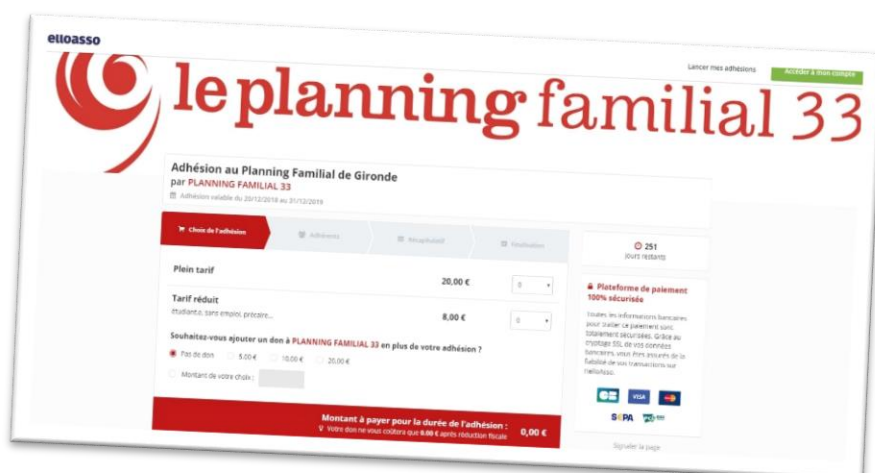 elloasso
Lancer mes adhésions
Accéder à mon compte
le planning familial 33
Adhésion au Planning Familial de Gironde
par PLANNING FAMILIAL 33
Adhésion valable du 20/12/2018 au 31/12/2019
Choix de l'adhésion
Adhérents
Récapitulatif
Finalisation
251
jours restants
Plein tarif
20,00 €
0
Tarif réduit
étudiant.e, sans emploi, précaire...
8,00 €
0
Souhaitez-vous ajouter un don à PLANNING FAMILIAL 33 en plus de votre adhésion ?
Pas de don
5,00 €
10,00 €
20,00 €
Montant de votre choix :
Montant à payer pour la durée de l'adhésion :
0,00 €
Votre don ne vous coûtera que 0.00 € après réduction fiscale
Plateforme de paiement
100% sécurisée
Toutes les informations bancaires
pour traiter ce paiement sont
totalement sécurisées. Grâce au
cryptage SSL de vos données
bancaires, vous êtes assurés de la
fiabilité de vos transactions sur
HelloAsso.
CB
VISA
SEPA
Signaler la page